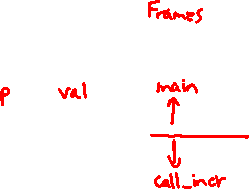 Frames
p val main
call_incr